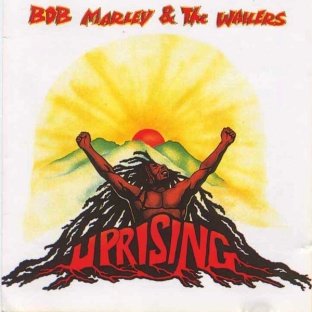 BOB MARLEY & THE WAILERS
UPRISING